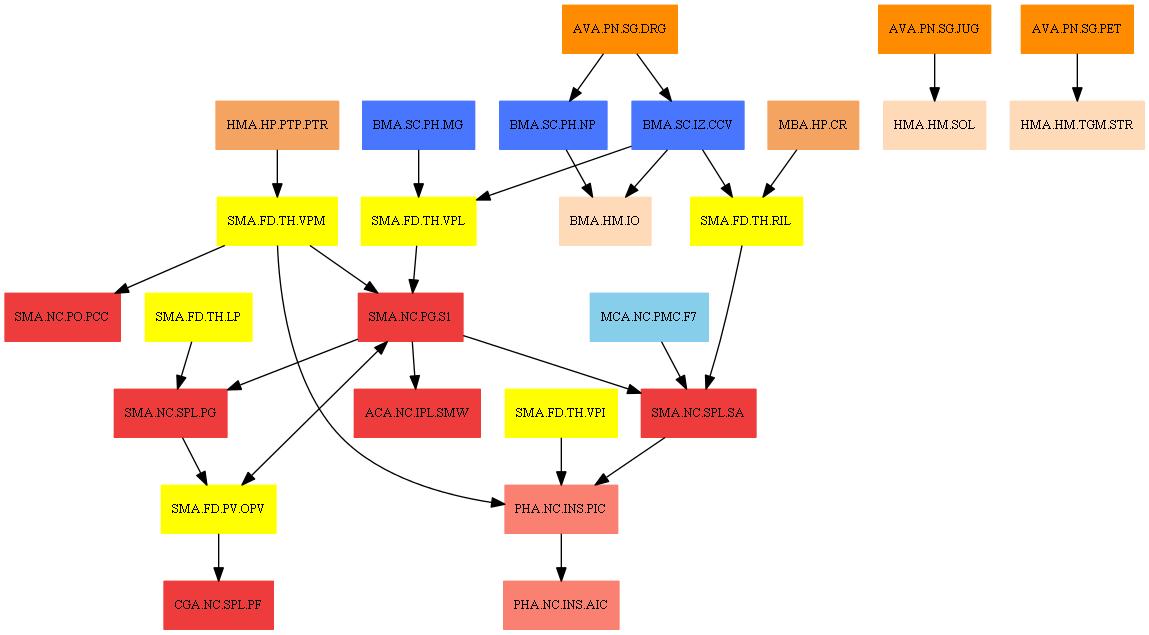 AVA.PN.SG.DRG
AVA.PN.SG.JUG
AVA.PN.SG.PET
HMA.HP.PTP.PTR
BMA.SC.PH.MG
BMA.SC.PH.NP
BMA.SC.IZ.CCV
MBA.HP.CR
HMA.HM.SOL
HMA.HM.TGM.STR
SMA.FD.TH.VPM
SMA.FD.TH.VPL
BMA.HM.IO
SMA.FD.TH.RIL
SMA.NC.PO.PCC
SMA.FD.TH.LP
SMA.NC.PG.S1
MCA.NC.PMC.F7
SMA.NC.SPL.PG
ACA.NC.IPL.SMW
SMA.FD.TH.VPI
SMA.NC.SPL.SA
SMA.FD.PV.OPV
PHA.NC.INS.PIC
CGA.NC.SPL.PF
PHA.NC.INS.AIC